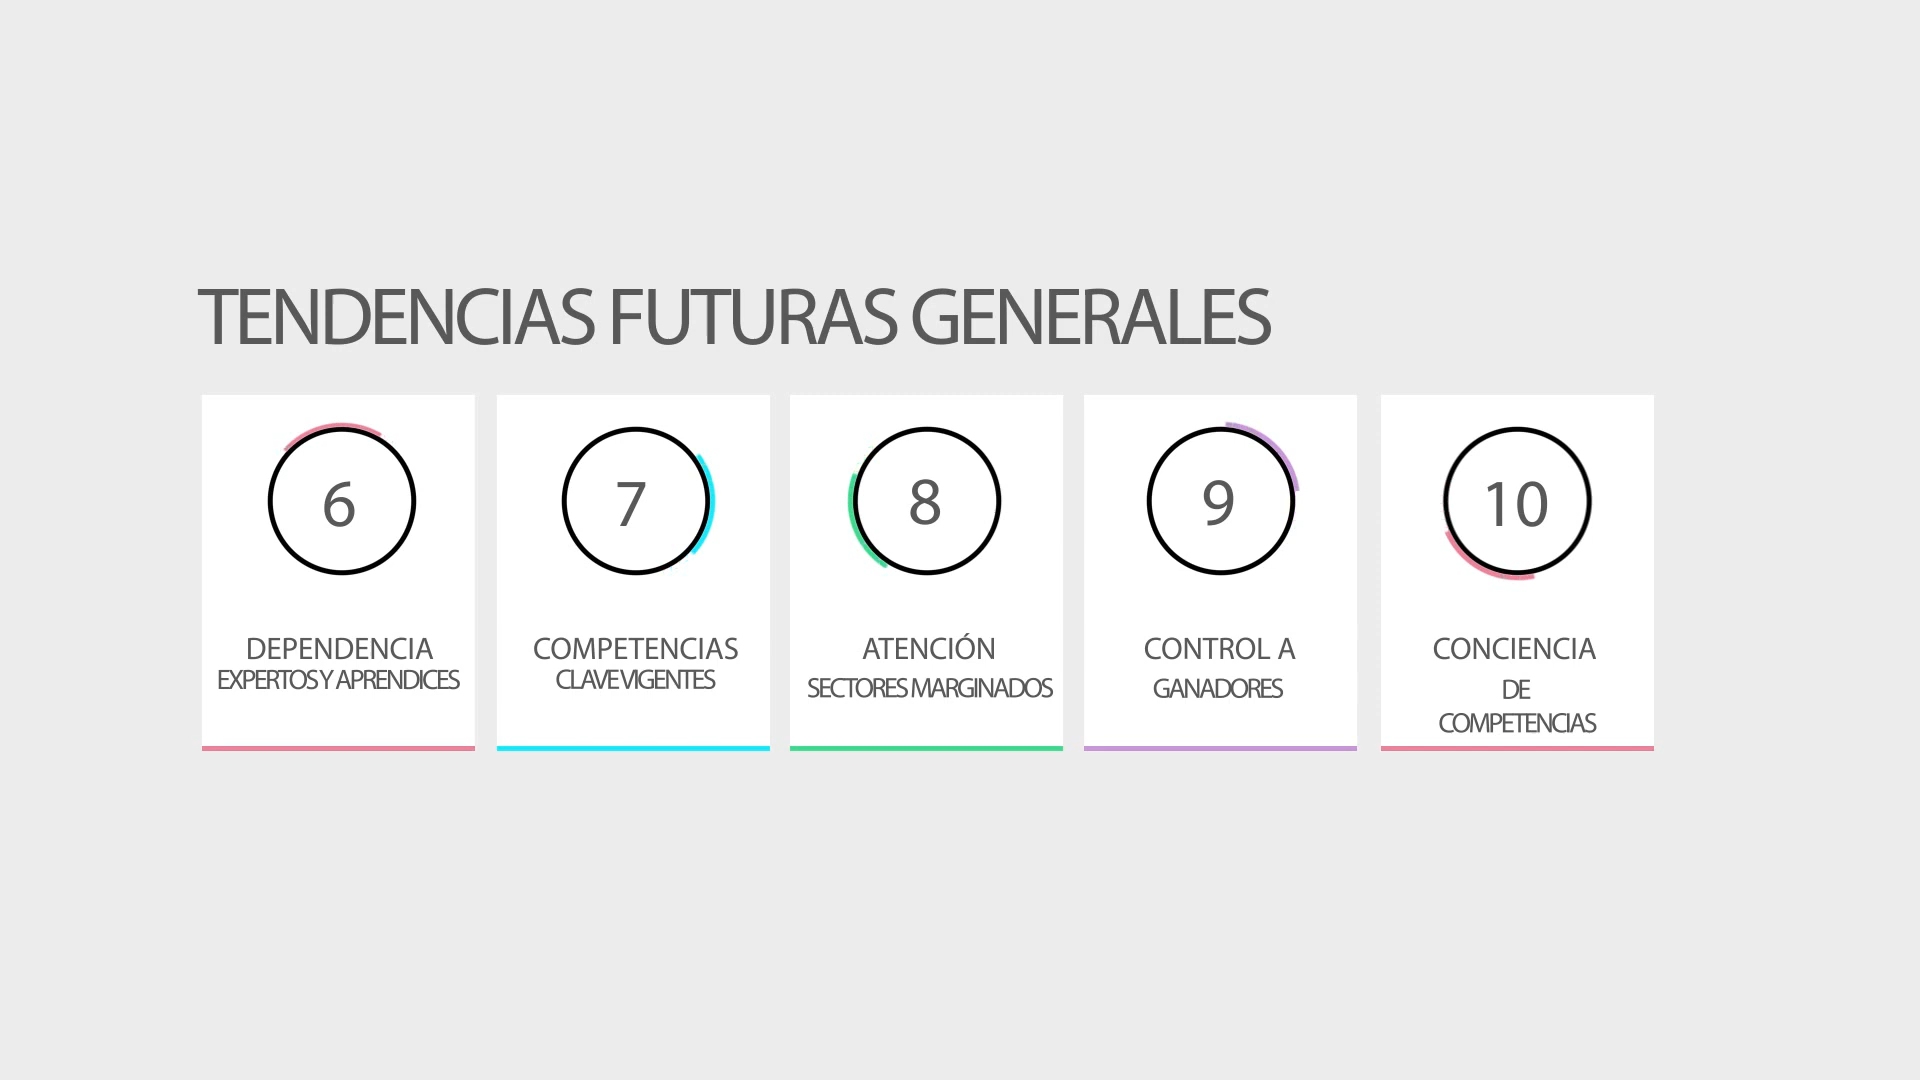 TENDENCIAS FUTURAS GENERALES
6
DEPENDENCIA
EXPERTOS Y APRENDICES
7
COMPETENCIAS
CLAVE VIGENTES
8
ATENCIÓN
SECTORES MARGINADOS
9
CONTROL A
GANADORES
10
CONCIENCIA
DE
COMPETENCIAS